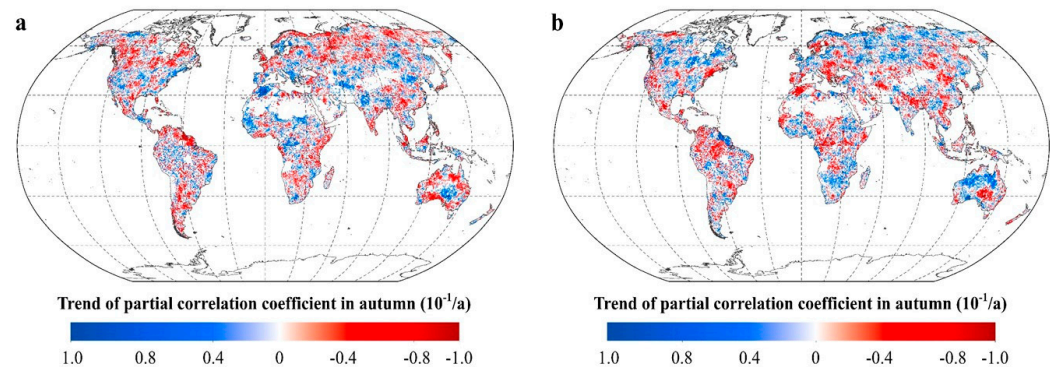 a
b
Trend of partial correlation coefficient in autumn (10⁻¹/a)
1.0 0.8 0.4 0 -0.4 -0.8 -1.0
Trend of partial correlation coefficient in autumn (10⁻¹/a)
1.0 0.8 0.4 0 -0.4 -0.8 -1.0